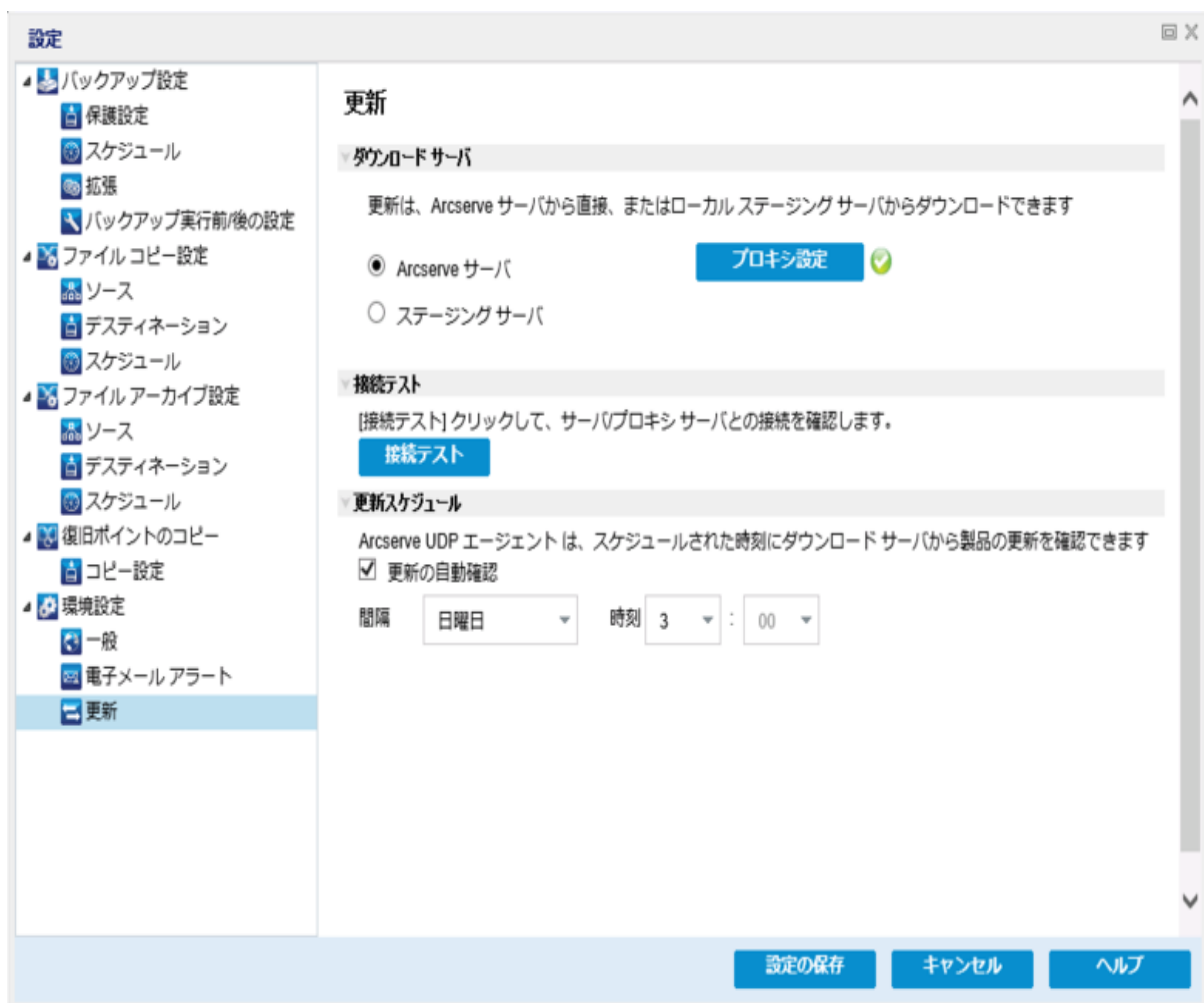 設定
バックアップ設定
保護設定
スケジュール
拡張
バックアップ実行前/後の設定
ファイル コピー設定
ソース
デスティネーション
スケジュール
ファイル アーカイブ設定
ソース
デスティネーション
スケジュール
復旧ポイントのコピー
コピー設定
環境設定
一般
電子メール アラート
更新
更新
ダウンロード サーバ
更新は、Arcserve サーバから直接、またはローカル ステージング サーバからダウンロードできます
Arcserve サーバ
プロキシ設定
ステージング サーバ
接続テスト
[接続テスト] クリックして、サーバ/プロキシ サーバとの接続を確認します。
接続テスト
更新スケジュール
Arcserve UDP エージェント は、スケジュールされた時刻にダウンロード サーバから製品の更新を確認できます
更新の自動確認
間隔 日曜日 時刻 3 : 00
設定の保存 キャンセル ヘルプ